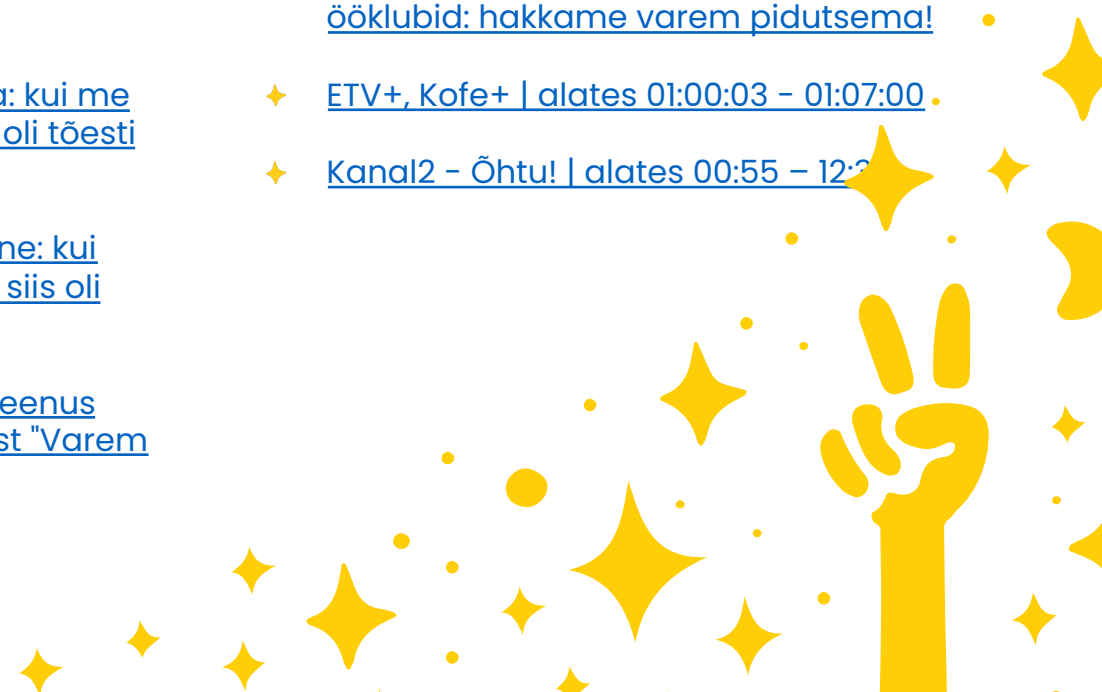 a: kui me
oli tõesti
ne: kui
siis oli
eenus
st "Varem
ööklubid: hakkame varem pidutsema!
ETV+, Kofe+ | alates 01:00:03 - 01:07:00
Kanal2 - Õhtu! | alates 00:55 – 12: